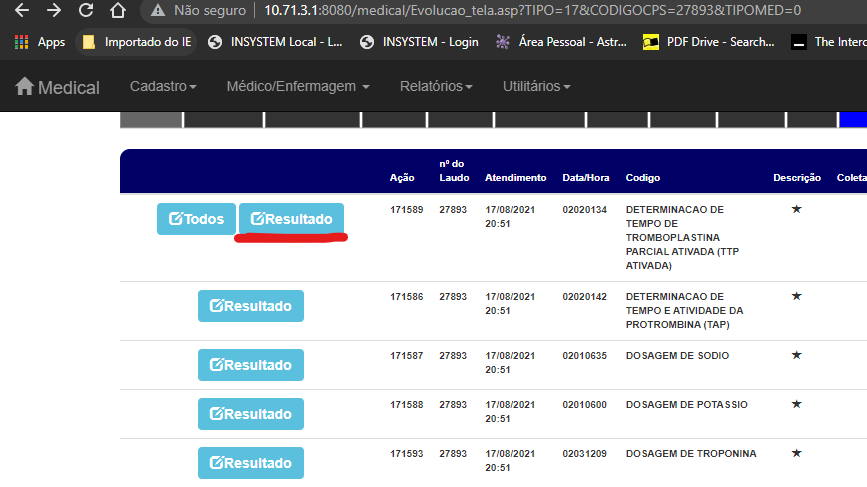 Não seguro | 10.71.3.1:8080/medical/Evolucao_tela.asp?TIPO=17&CODIGOCPS=27893&TIPOMED=0
Apps Importado do IE INSYSTEM Local - L... INSYSTEM - Login Área Pessoal - Astr... PDF Drive - Search... The Interc
Medical Cadastro Médico/Enfermagem Relatórios Utilitários
nº do
Ação Laudo Atendimento Data/Hora Codigo Descrição Coleta
Todos Resultado 171589 27893 17/08/2021 02020134 DETERMINACAO DE ★
20:51 TEMPO DE
TROMBOPLASTINA
PARCIAL ATIVADA (TTP
ATIVADA)
Resultado 171586 27893 17/08/2021 02020142 DETERMINACAO DE ★
20:51 TEMPO E ATIVIDADE DA
PROTROMBINA (TAP)
Resultado 171587 27893 17/08/2021 02010635 DOSAGEM DE SODIO ★
20:51
Resultado 171588 27893 17/08/2021 02010600 DOSAGEM DE POTASSIO ★
20:51
Resultado 171593 27893 17/08/2021 02031209 DOSAGEM DE TROPONINA ★
20:51